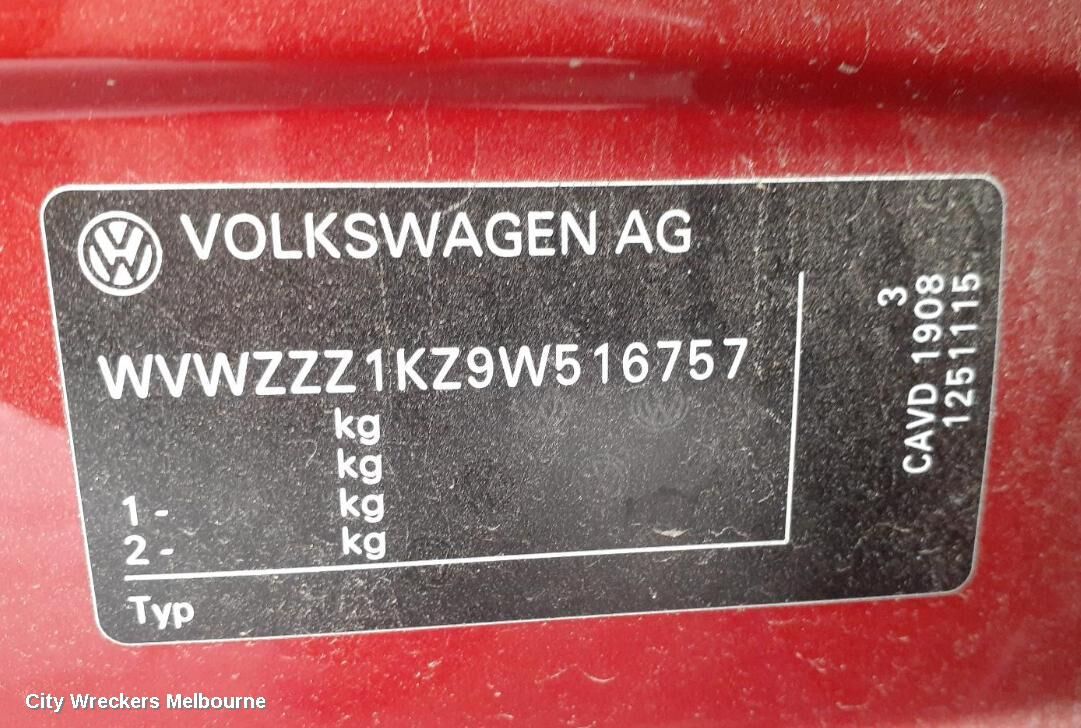 VOLKSWAGEN AG
WVWZZZ1KZ9W516757
kg
kg
1 - kg
2 - kg
Typ
3
CAVD 1908
1251115
City Wreckers Melbourne